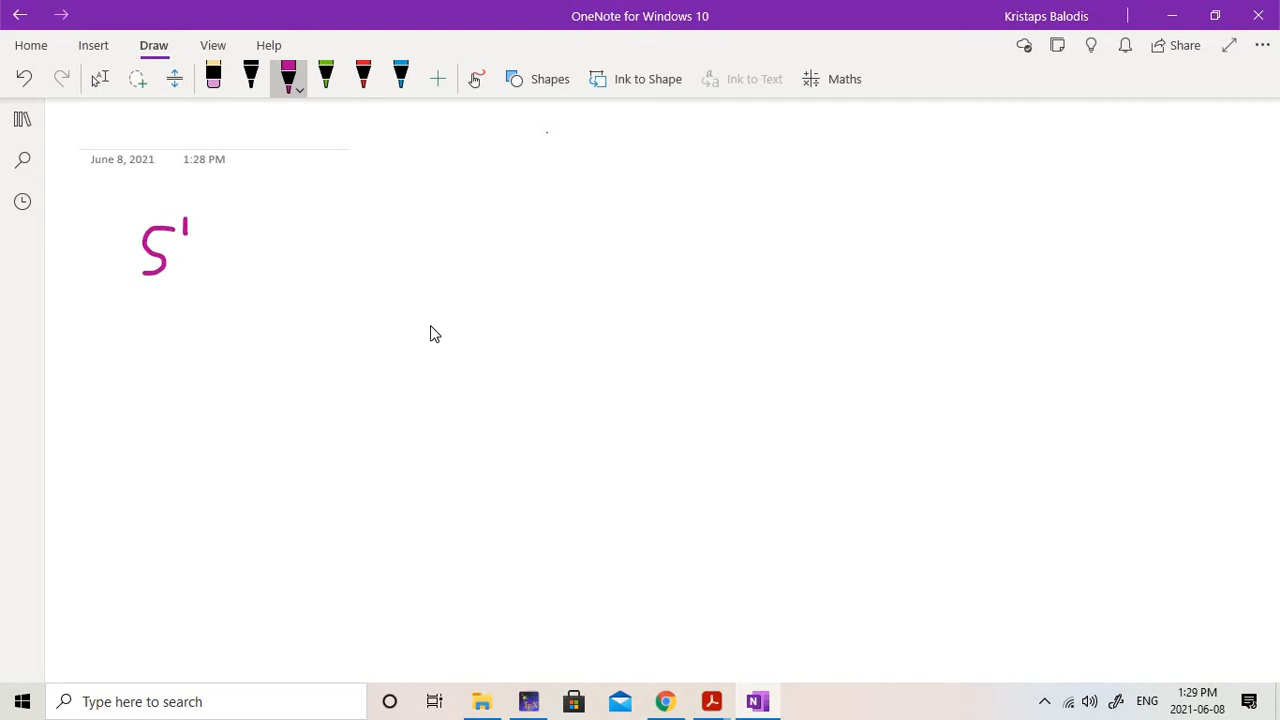 OneNote for Windows 10
Kristaps Balodis
Home Insert Draw View Help
Share
Shapes Ink to Shape Ink to Text Maths
June 8, 2021 1:28 PM
S¹
Type here to search
ENG
1:29 PM
2021-06-08